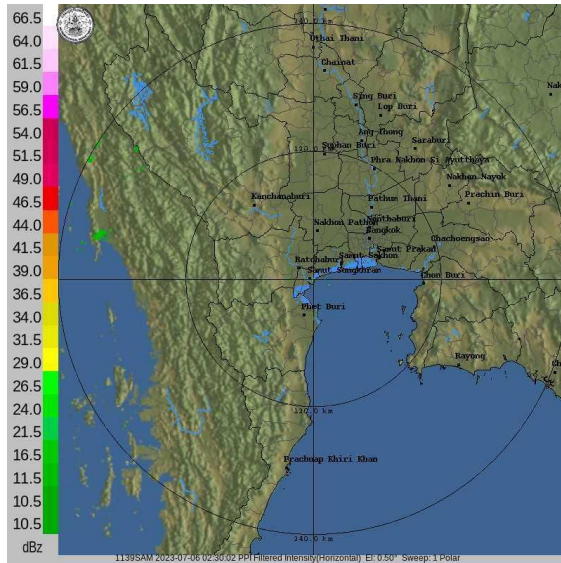 66.5
64.0
61.5
59.0
56.5
54.0
51.5
49.0
46.5
44.0
41.5
39.0
36.5
34.0
31.5
29.0
26.5
24.0
21.5
16.5
11.5
10.5
10.5
dBz
240.0 km
Uthai Thani
Chainat
Sing Buri
Lop Buri
Ang Thong
Saraburi
Suphan Buri
120.0 km
Phra Nakhon Si Ayutthaya
Nakhon Nayok
Prachin Buri
Kanchanaburi
Pathum Thani
Nonthaburi
Nakhon Pathom
Bangkok
Chachoengsao
Samut Prakan
Samut Sakhon
Ratchaburi
Samut Songkhram
Chon Buri
Phet Buri
Rayong
120.0 km
Prachuap Khiri Khan
240.0 km
1139SAM 2023-07-06 02:30:02 PPI Filtered Intensity(Horizontal) El: 0.50° Sweep: 1 Polar